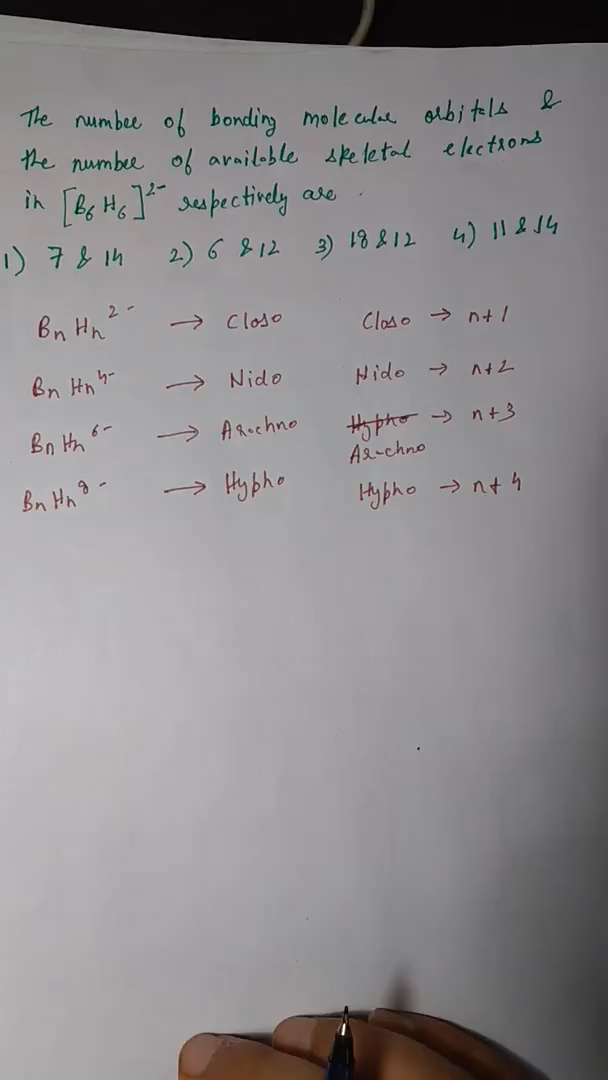 The number of bonding molecular orbitals &
the number of available skeletal electrons
in [B6 H6]2- respectively are .
1) 7 & 14 2) 6 & 12 3) 18 & 12 4) 11 & 14
Bn Hn 2- → Closo Closo → n+1
Bn Hn 4- → Nido Nido → n+2
Bn Hn 6- → Arachno Hypho → n+3
Arachno
Bn Hn 8- → Hypho Hypho → n+4